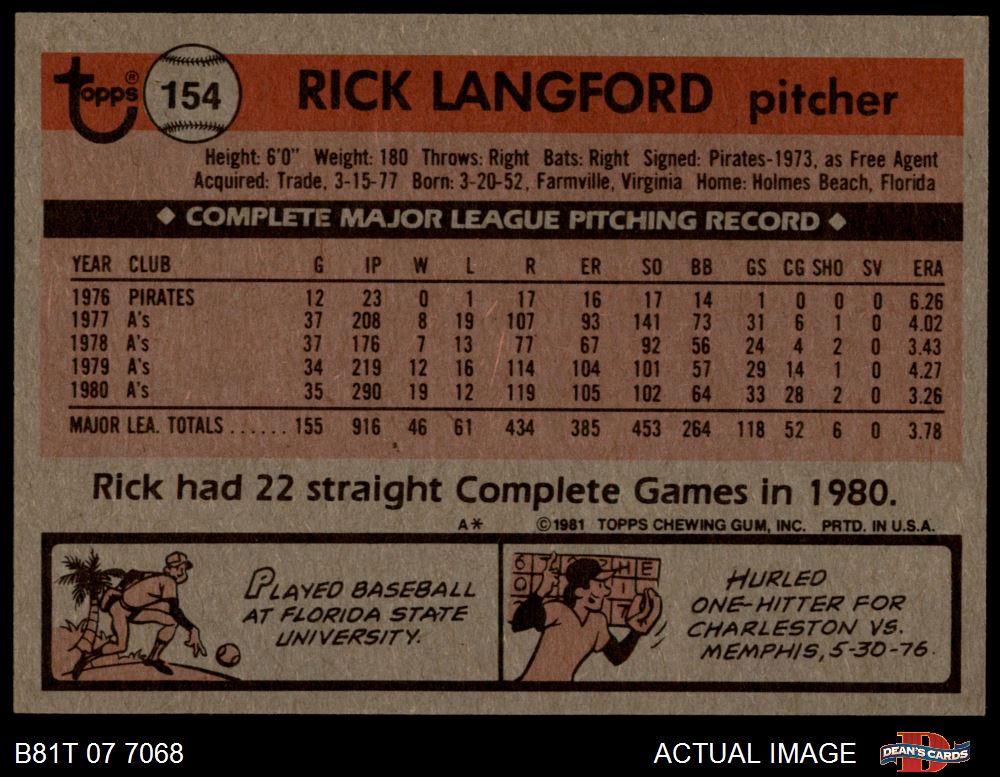 Topps®
154
RICK LANGFORD pitcher
Height: 6'0" Weight: 180 Throws: Right Bats: Right Signed: Pirates-1973, as Free Agent
Acquired: Trade, 3-15-77 Born: 3-20-52, Farmville, Virginia Home: Holmes Beach, Florida
◆ COMPLETE MAJOR LEAGUE PITCHING RECORD ◆
YEAR CLUB G IP W L R ER SO BB GS CG SHO SV ERA
1976 PIRATES 12 23 0 1 17 16 17 14 1 0 0 0 6.26
1977 A's 37 208 8 19 107 93 141 73 31 6 1 0 4.02
1978 A's 37 176 7 13 77 67 92 56 24 4 2 0 3.43
1979 A's 34 219 12 16 114 104 101 57 29 14 1 0 4.27
1980 A's 35 290 19 12 119 105 102 64 33 28 2 0 3.26
MAJOR LEA. TOTALS ...... 155 916 46 61 434 385 453 264 118 52 6 0 3.78
Rick had 22 straight Complete Games in 1980.
A* ©1981 TOPPS CHEWING GUM, INC. PRTD. IN U.S.A.
PLAYED BASEBALL
AT FLORIDA STATE
UNIVERSITY.
HURLED
ONE-HITTER FOR
CHARLESTON VS.
MEMPHIS, 5-30-76.
B81T 07 7068
ACTUAL IMAGE
DEAN'S CARDS